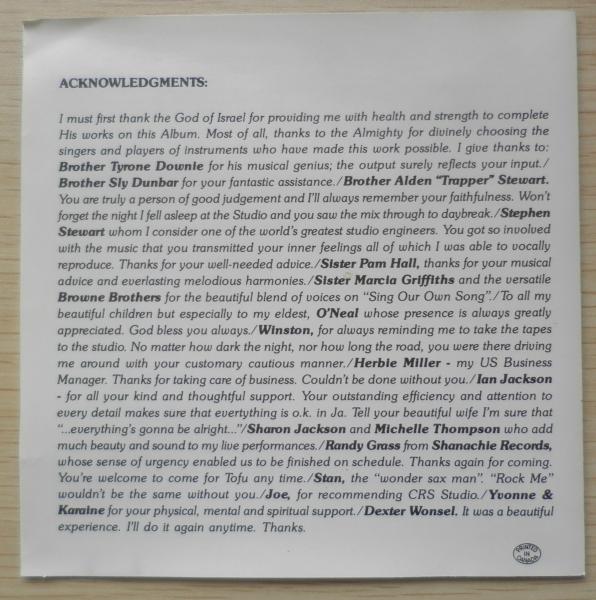 ACKNOWLEDGMENTS:
I must first thank the God of Israel for providing me with health and strength to complete
His works on this Album. Most of all, thanks to the Almighty for divinely choosing the
singers and players of instruments who have made this work possible. I give thanks to:
Brother Tyrone Downie for his musical genius; the output surely reflects your input./
Brother Sly Dunbar for your fantastic assistance./Brother Alden "Trapper" Stewart.
You are truly a person of good judgement and I'll always remember your faithfulness. Won't
forget the night I fell asleep at the Studio and you saw the mix through to daybreak./Stephen
Stewart whom I consider one of the world's greatest studio engineers. You got so involved
with the music that you transmitted your inner feelings all of which I was able to vocally
reproduce. Thanks for your well-needed advice./Sister Pam Hall, thanks for your musical
advice and everlasting melodious harmonies./Sister Marcia Griffiths and the versatile
Browne Brothers for the beautiful blend of voices on "Sing Our Own Song"./To all my
beautiful children but especially to my eldest, O'Neal whose presence is always greatly
appreciated. God bless you always./Winston, for always reminding me to take the tapes
to the studio. No matter how dark the night, nor how long the road, you were there driving
me around with your customary cautious manner./Herbie Miller - my US Business
Manager. Thanks for taking care of business. Couldn't be done without you./Ian Jackson
- for all your kind and thoughtful support. Your outstanding efficiency and attention to
every detail makes sure that evertything is o.k. in Ja. Tell your beautiful wife I'm sure that
"...everything's gonna be alright..."/Sharon Jackson and Michelle Thompson who add
much beauty and sound to my live performances./Randy Grass from Shanachie Records,
whose sense of urgency enabled us to be finished on schedule. Thanks again for coming.
You're welcome to come for Tofu any time./Stan, the "wonder sax man". "Rock Me"
wouldn't be the same without you./Joe, for recommending CRS Studio./Yvonne &
Karaine for your physical, mental and spiritual support./Dexter Wonsel. It was a beautiful
experience. I'll do it again anytime. Thanks.
PRINTED
IN
CANADA